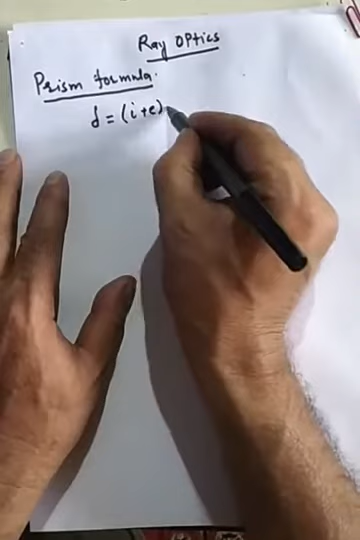 Ray Optics
Prism formula.
δ = (i+e)